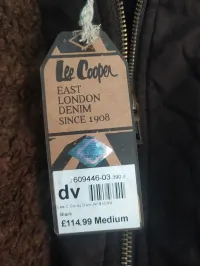 Lee Cooper
EAST
LONDON
DENIM
SINCE 1908
609446-03
dv
Black
£114.99 Medium